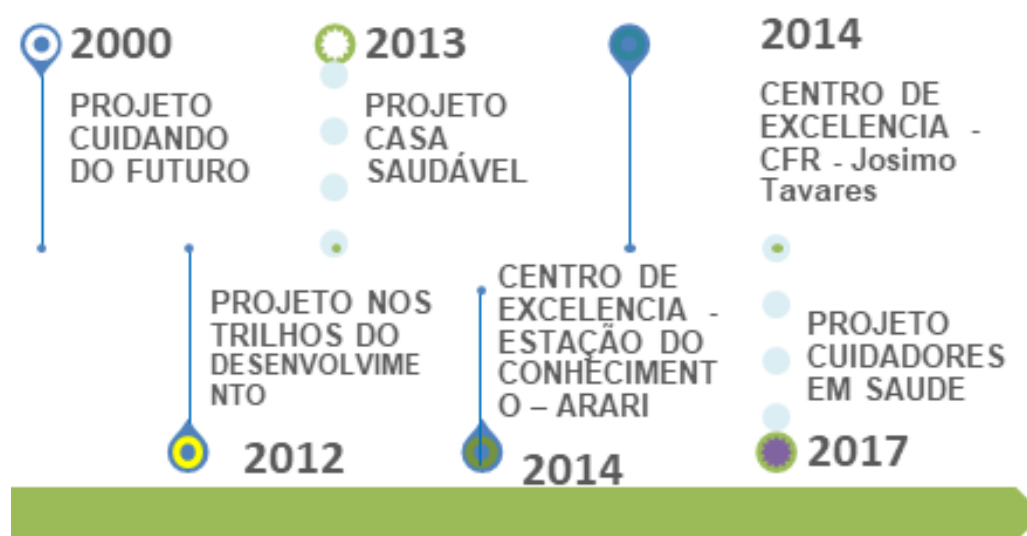 2000
PROJETO
CUIDANDO
DO FUTURO
PROJETO NOS
TRILHOS DO
DESENVOLVIME
NTO
2012
2013
PROJETO
CASA
SAUDÁVEL
CENTRO DE
EXCELENCIA -
ESTAÇÃO DO
CONHECIMENT
O – ARARI
2014
2014
CENTRO DE
EXCELENCIA -
CFR - Josimo
Tavares
PROJETO
CUIDADORES
EM SAUDE
2017